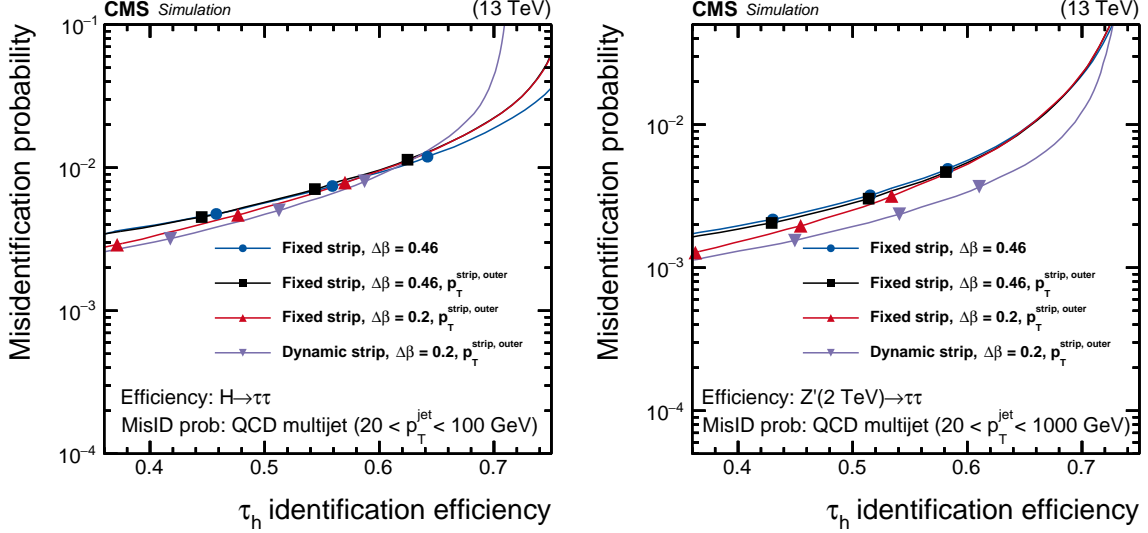 CMS Simulation (13 TeV)
Misidentification probability
10⁻¹
10⁻²
10⁻³
10⁻⁴
Fixed strip, Δβ = 0.46
Fixed strip, Δβ = 0.46, p_T^strip, outer
Fixed strip, Δβ = 0.2, p_T^strip, outer
Dynamic strip, Δβ = 0.2, p_T^strip, outer
Efficiency: H→ττ
MisID prob: QCD multijet (20 < p_T^jet < 100 GeV)
0.4 0.5 0.6 0.7
τ_h identification efficiency
CMS Simulation (13 TeV)
Misidentification probability
10⁻²
10⁻³
10⁻⁴
Fixed strip, Δβ = 0.46
Fixed strip, Δβ = 0.46, p_T^strip, outer
Fixed strip, Δβ = 0.2, p_T^strip, outer
Dynamic strip, Δβ = 0.2, p_T^strip, outer
Efficiency: Z'(2 TeV)→ττ
MisID prob: QCD multijet (20 < p_T^jet < 1000 GeV)
0.4 0.5 0.6 0.7
τ_h identification efficiency